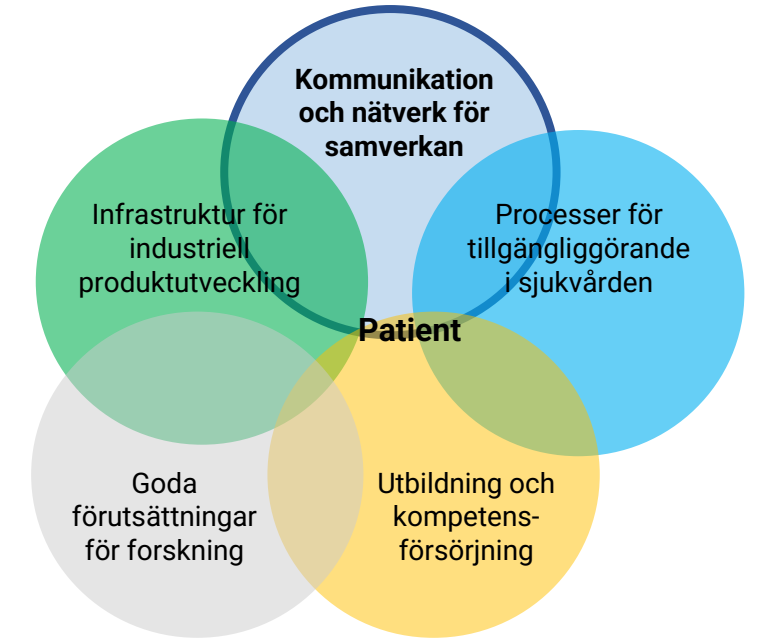 Kommunikation
och nätverk för
samverkan
Infrastruktur för
industriell
produktutveckling
Processer för
tillgängliggörande
i sjukvården
Patient
Goda
förutsättningar
för forskning
Utbildning och
kompetens-
försörjning